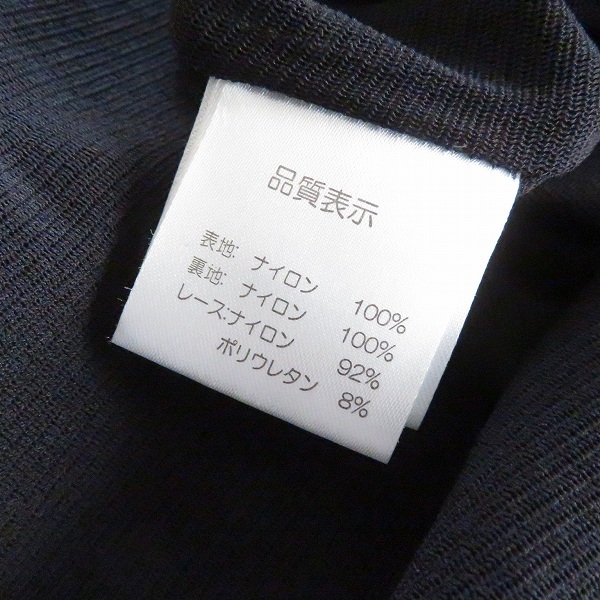 品質表示
表地: ナイロン 100%
裏地: ナイロン 100%
レース:ナイロン 92%
ポリウレタン 8%